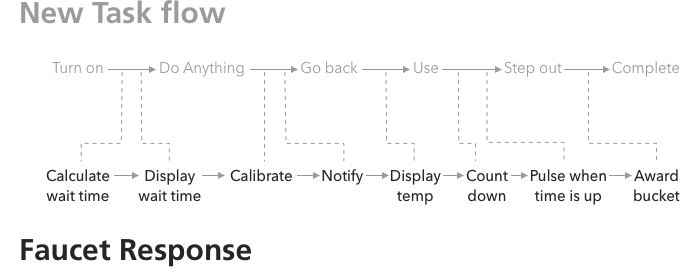 New Task flow
Turn on Do Anything Go back Use Step out Complete
Calculate Display Calibrate Notify Display Count Pulse when Award
wait time wait time temp down time is up bucket
Faucet Response